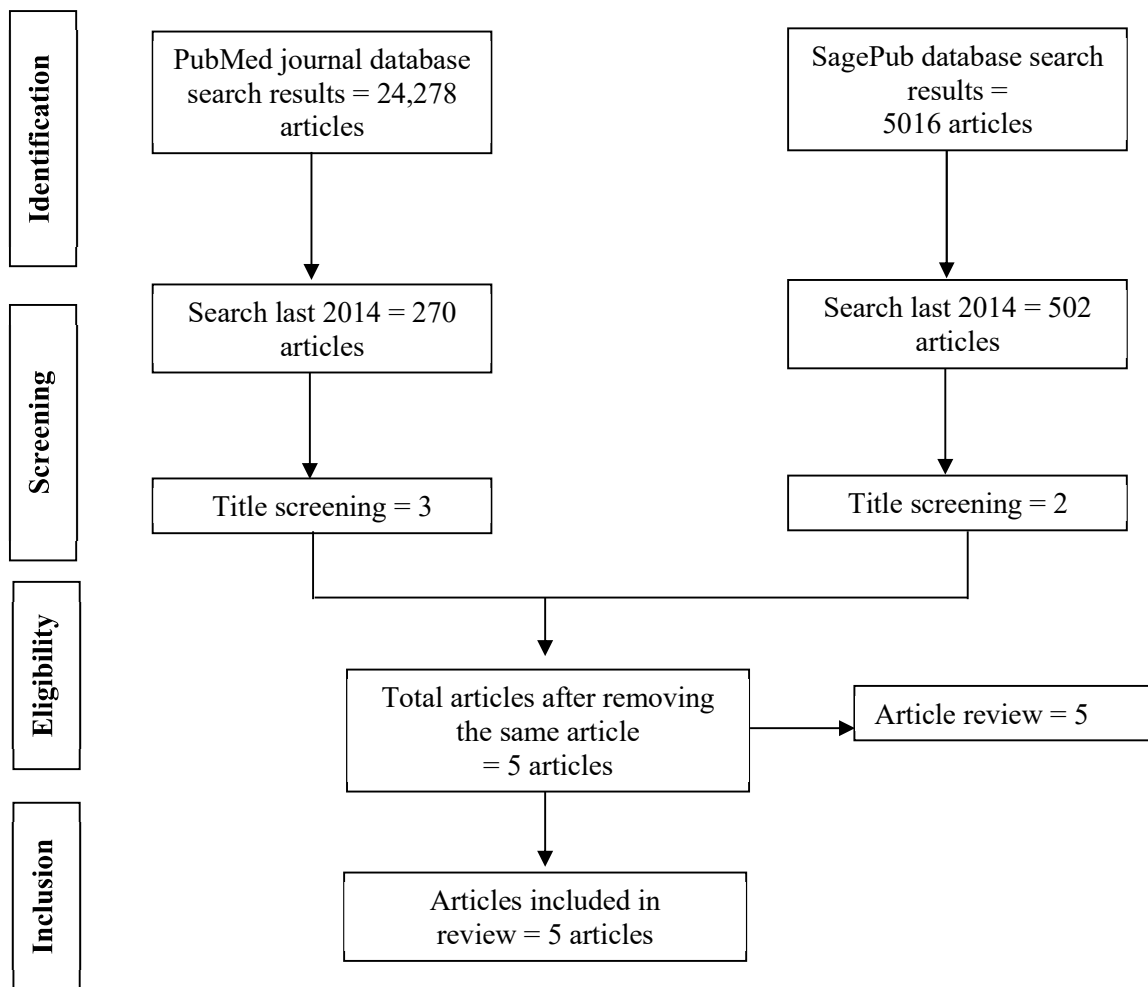 Identification
PubMed journal database
search results = 24,278
articles
SagePub database search
results =
5016 articles
Screening
Search last 2014 = 270
articles
Search last 2014 = 502
articles
Title screening = 3
Title screening = 2
Eligibility
Total articles after removing
the same article
= 5 articles
Article review = 5
Inclusion
Articles included in
review = 5 articles